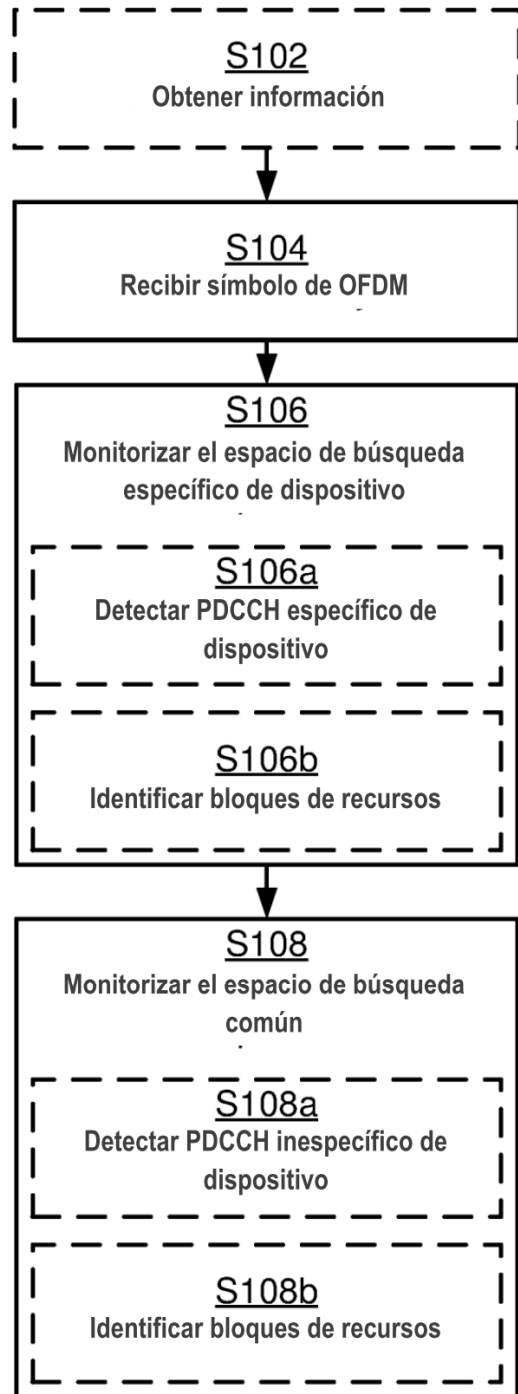 S102
Obtener información
S104
Recibir símbolo de OFDM
S106
Monitorizar el espacio de búsqueda
específico de dispositivo
S106a
Detectar PDCCH específico de
dispositivo
S106b
Identificar bloques de recursos
S108
Monitorizar el espacio de búsqueda
común
S108a
Detectar PDCCH inespecífico de
dispositivo
S108b
Identificar bloques de recursos